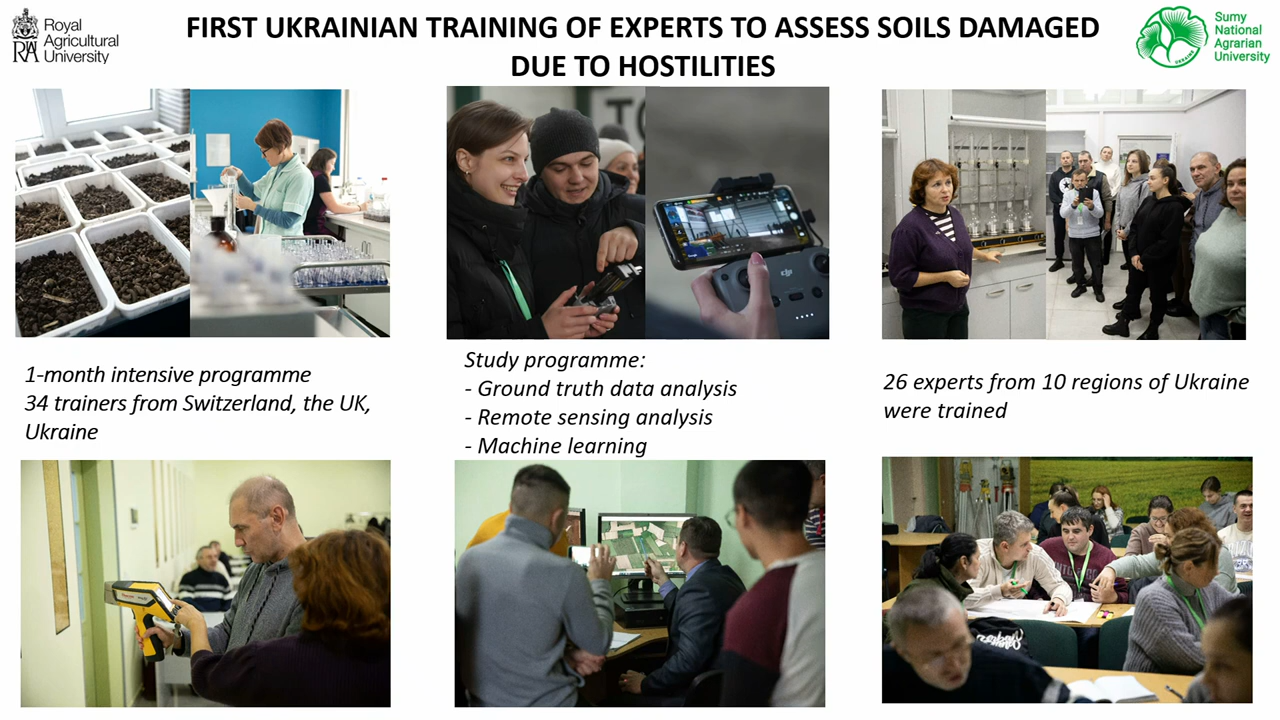 Royal
Agricultural
University
FIRST UKRAINIAN TRAINING OF EXPERTS TO ASSESS SOILS DAMAGED
DUE TO HOSTILITIES
Sumy
National
Agrarian
University
UKRAINE
1-month intensive programme
34 trainers from Switzerland, the UK,
Ukraine
Study programme:
- Ground truth data analysis
- Remote sensing analysis
- Machine learning
26 experts from 10 regions of Ukraine
were trained
dji